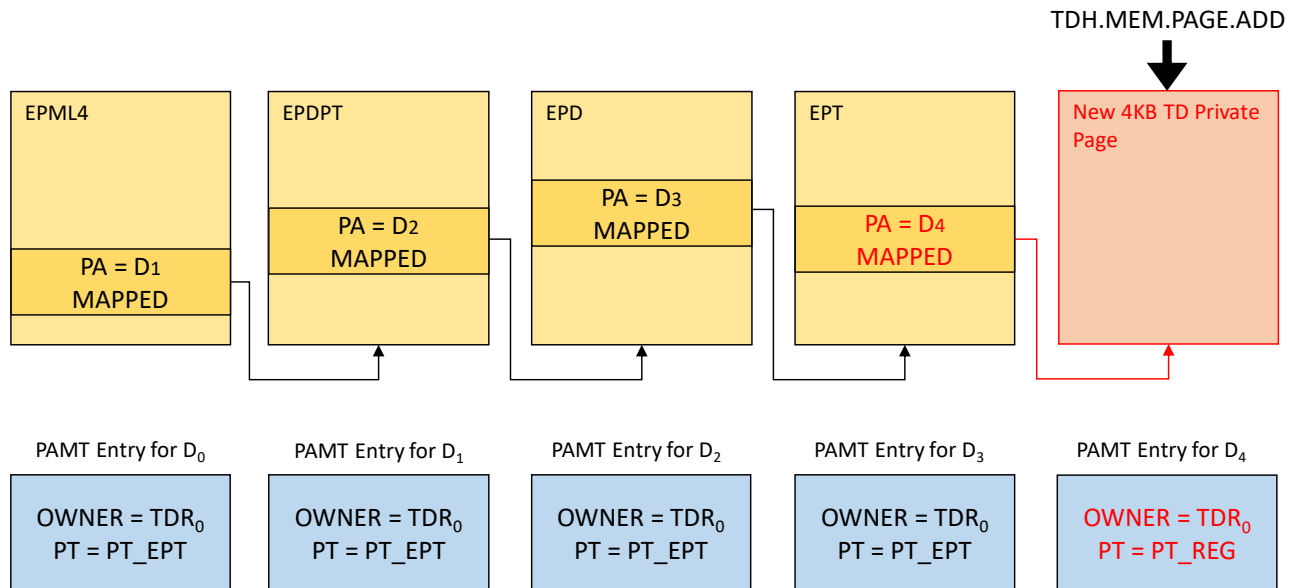 TDH.MEM.PAGE.ADD
EPML4
EPDPT
EPD
EPT
New 4KB TD Private
Page
PA = D3
MAPPED
PA = D2
MAPPED
PA = D4
MAPPED
PA = D1
MAPPED
PAMT Entry for D₀
PAMT Entry for D₁
PAMT Entry for D₂
PAMT Entry for D₃
PAMT Entry for D₄
OWNER = TDR₀
PT = PT_EPT
OWNER = TDR₀
PT = PT_EPT
OWNER = TDR₀
PT = PT_EPT
OWNER = TDR₀
PT = PT_EPT
OWNER = TDR₀
PT = PT_REG